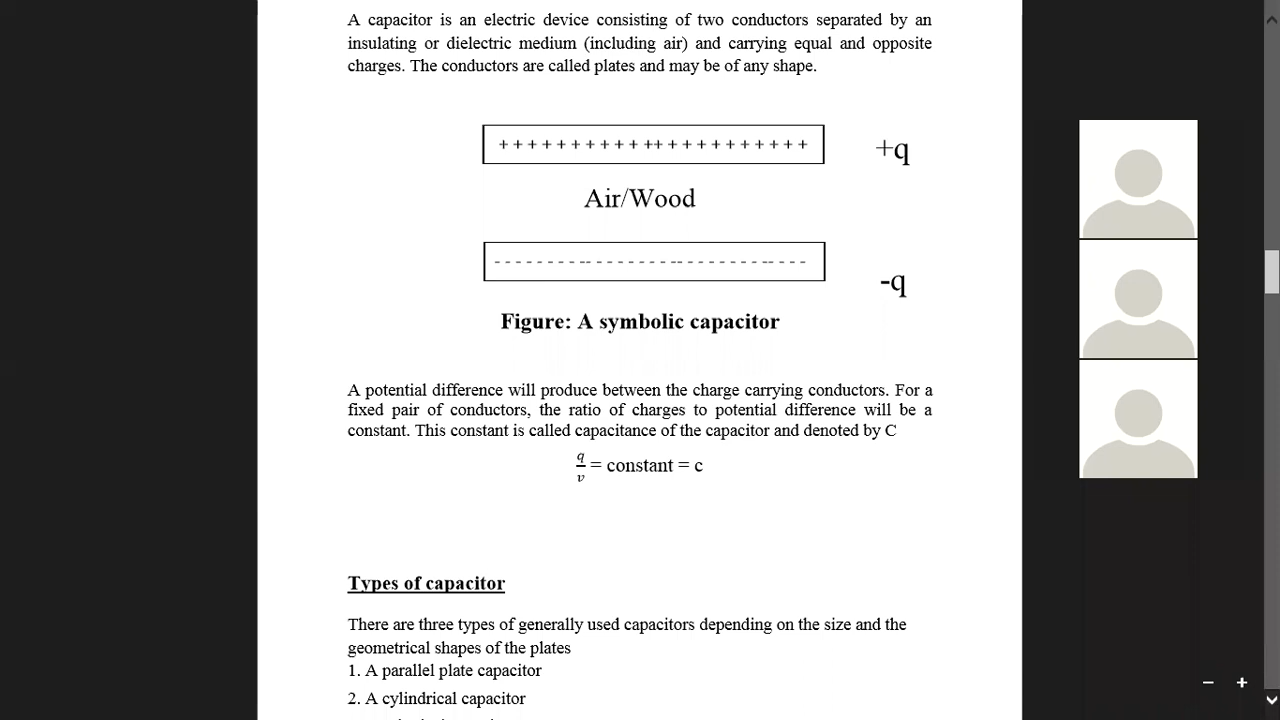 A capacitor is an electric device consisting of two conductors separated by an
insulating or dielectric medium (including air) and carrying equal and opposite
charges. The conductors are called plates and may be of any shape.
+ + + + + + + + + + ++ + + + + + + + + + +
+q
Air/Wood
- - - - - - - - -- - - - - - - - -- - - - - - - - -- - - -
-q
Figure: A symbolic capacitor
A potential difference will produce between the charge carrying conductors. For a
fixed pair of conductors, the ratio of charges to potential difference will be a
constant. This constant is called capacitance of the capacitor and denoted by C
q/v = constant = c
Types of capacitor
There are three types of generally used capacitors depending on the size and the
geometrical shapes of the plates
1. A parallel plate capacitor
2. A cylindrical capacitor